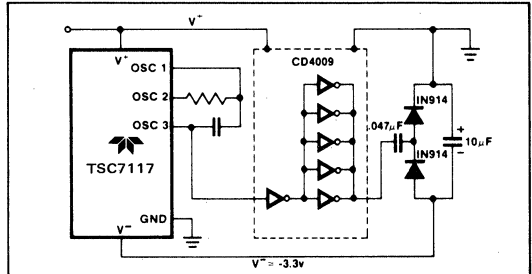 V+
V+
CD4009
V+
OSC 1
OSC 2
OSC 3
.047µF
IN914
+
10µF
−
IN914
TSC7117
GND
V−
V− ≃ -3.3v